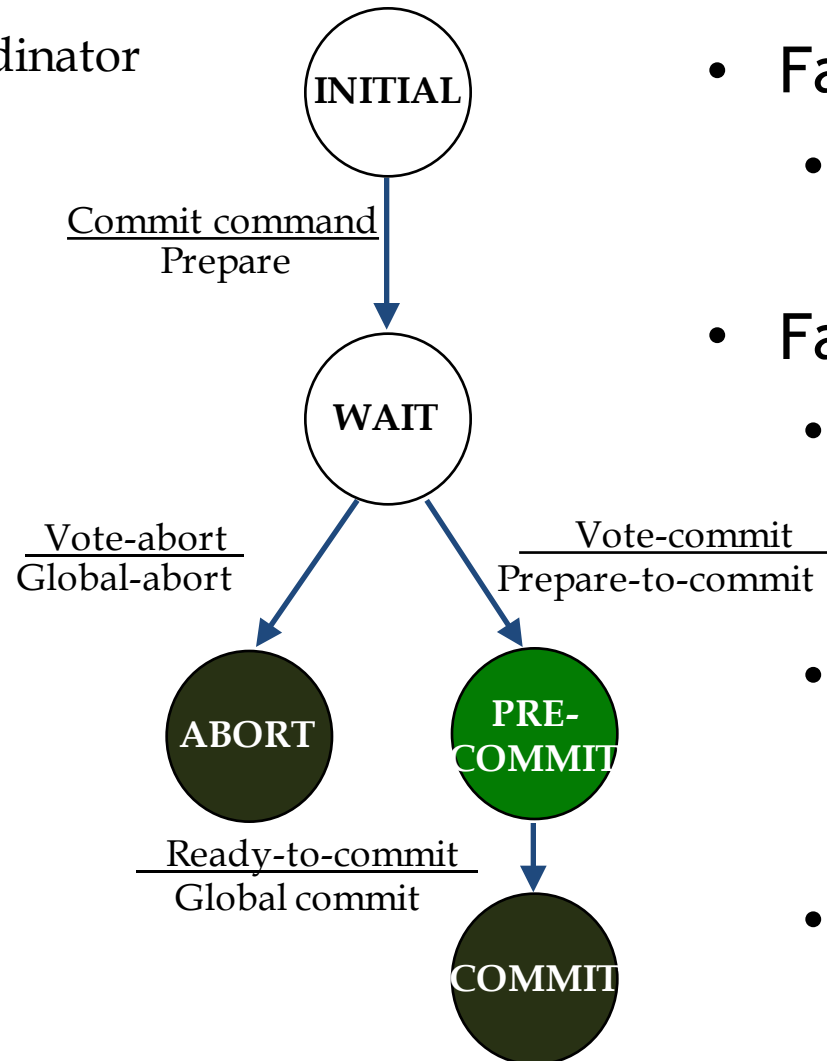 dinator
INITIAL
Commit command
Prepare
WAIT
Vote-abort
Global-abort
Vote-commit
Prepare-to-commit
ABORT
PRE-
COMMIT
Ready-to-commit
Global commit
COMMIT
• Fa
•
• Fa
•
•
•